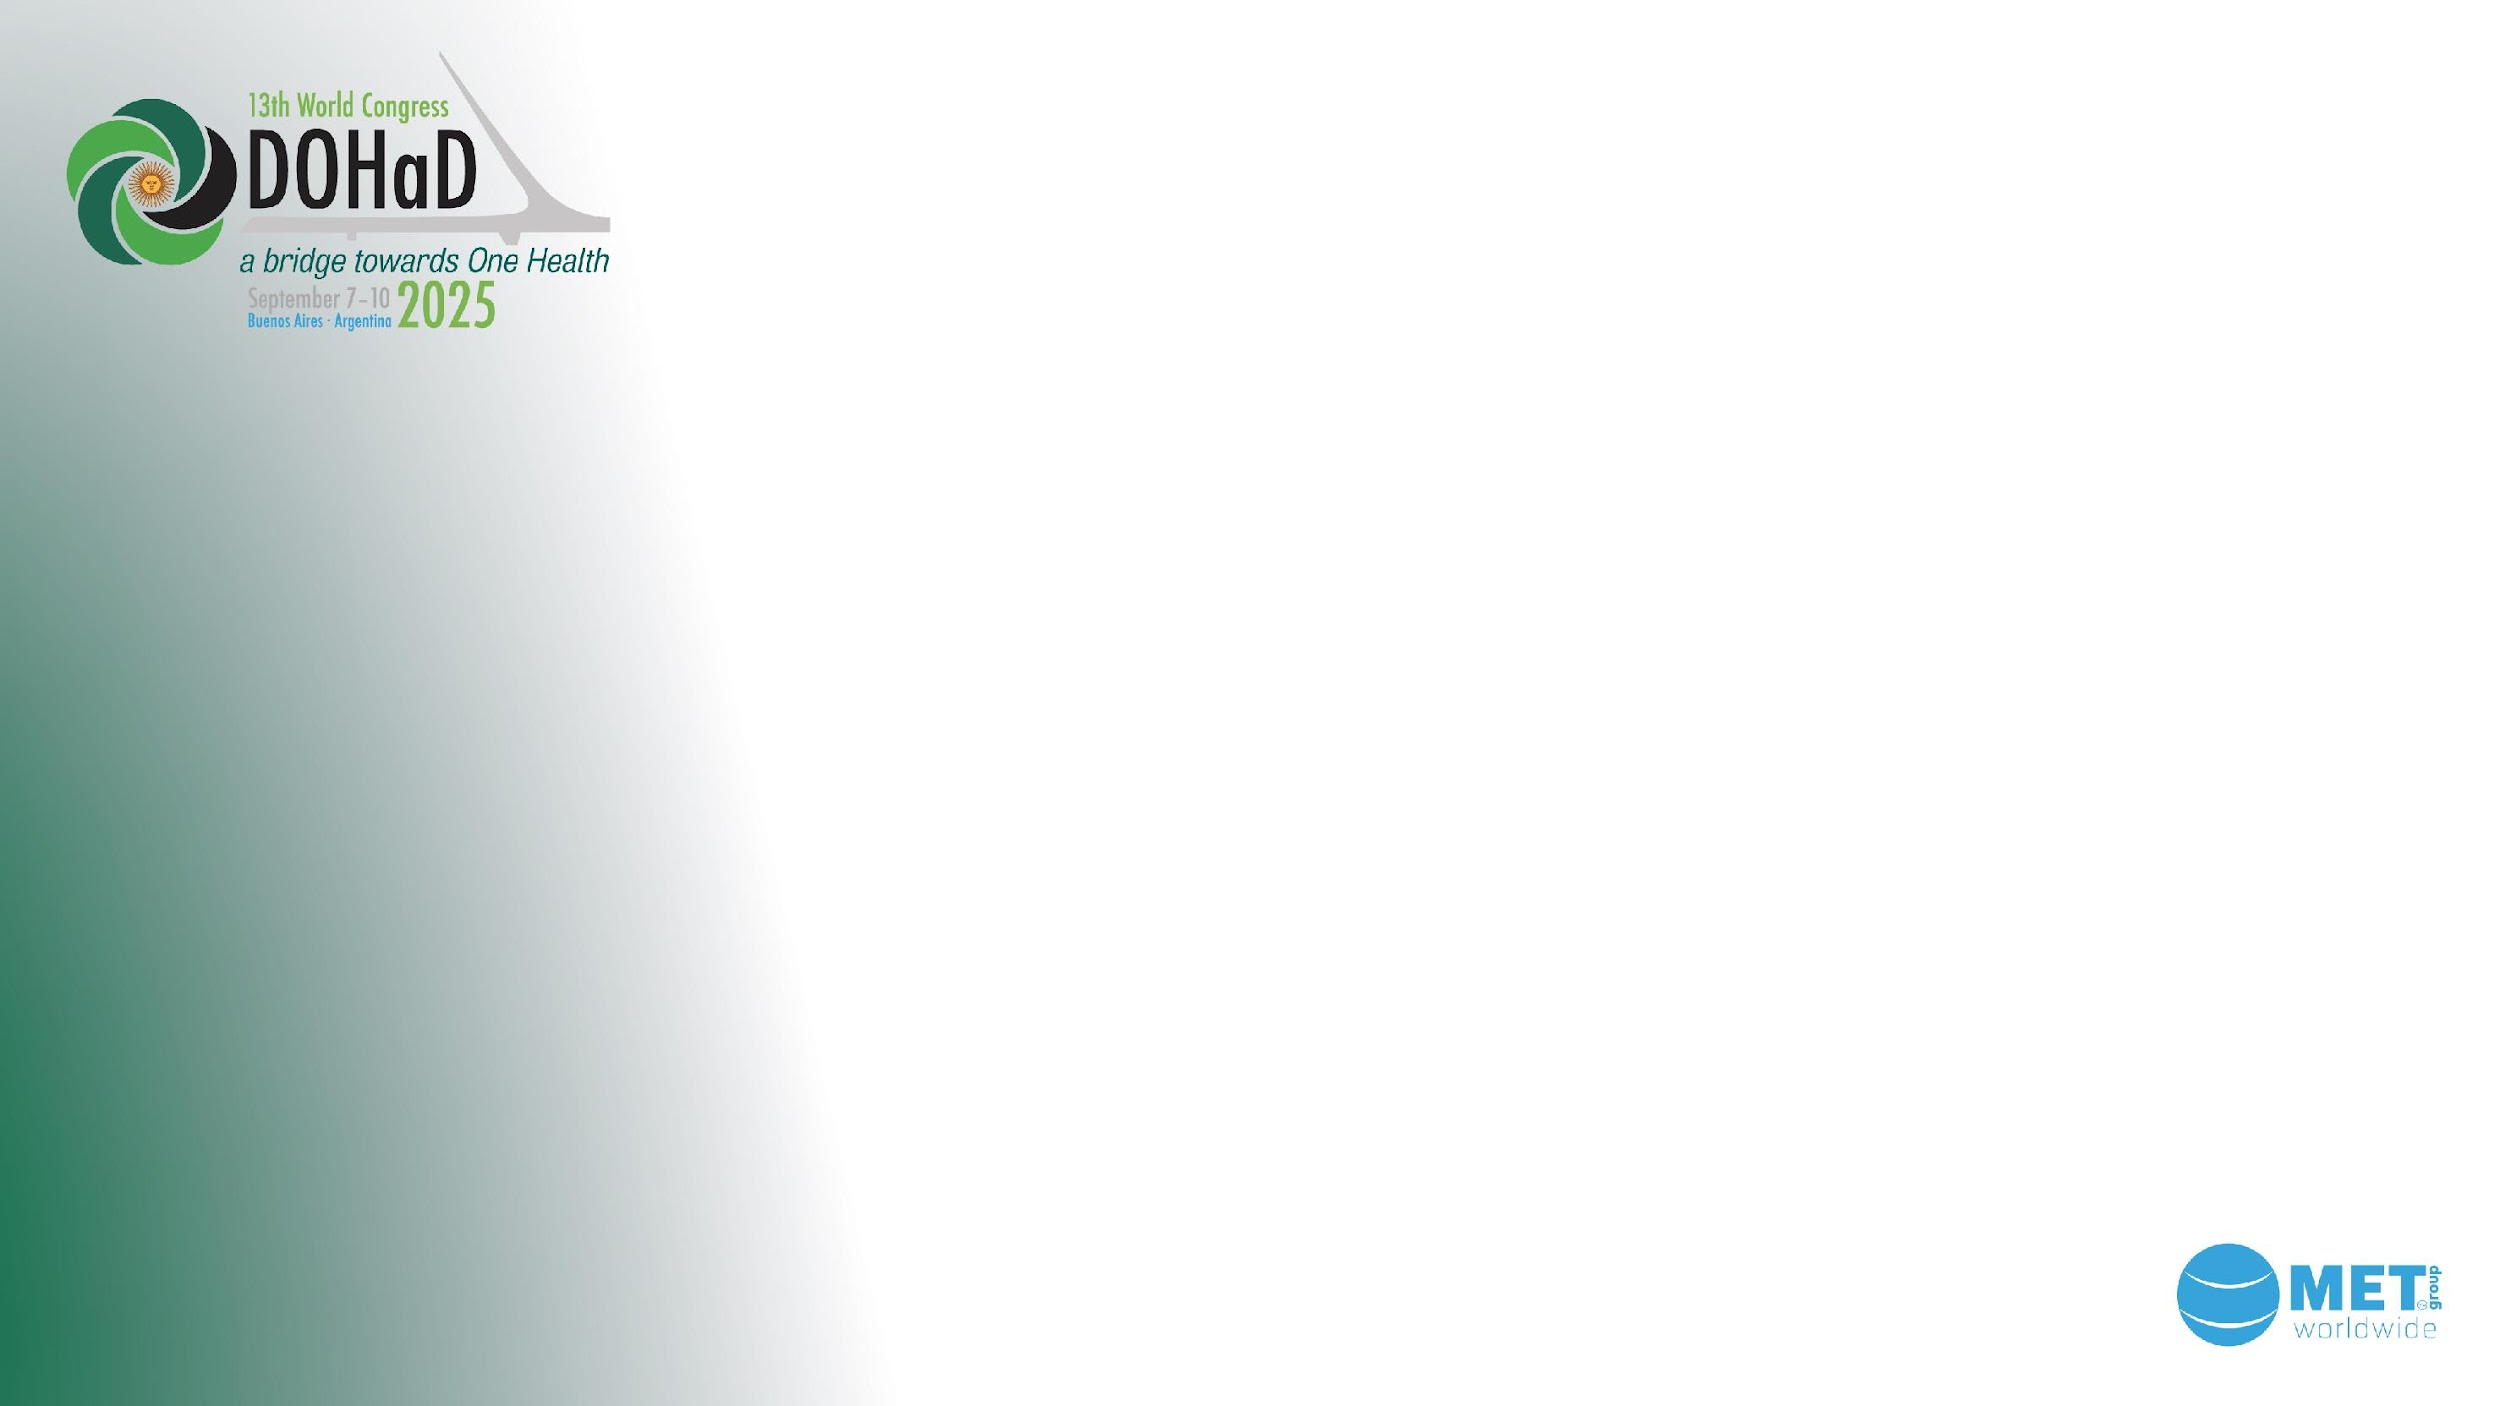 13th World Congress
DOHaD
a bridge towards One Health
September 7-10 2025
Buenos Aires · Argentina
MET group
worldwide